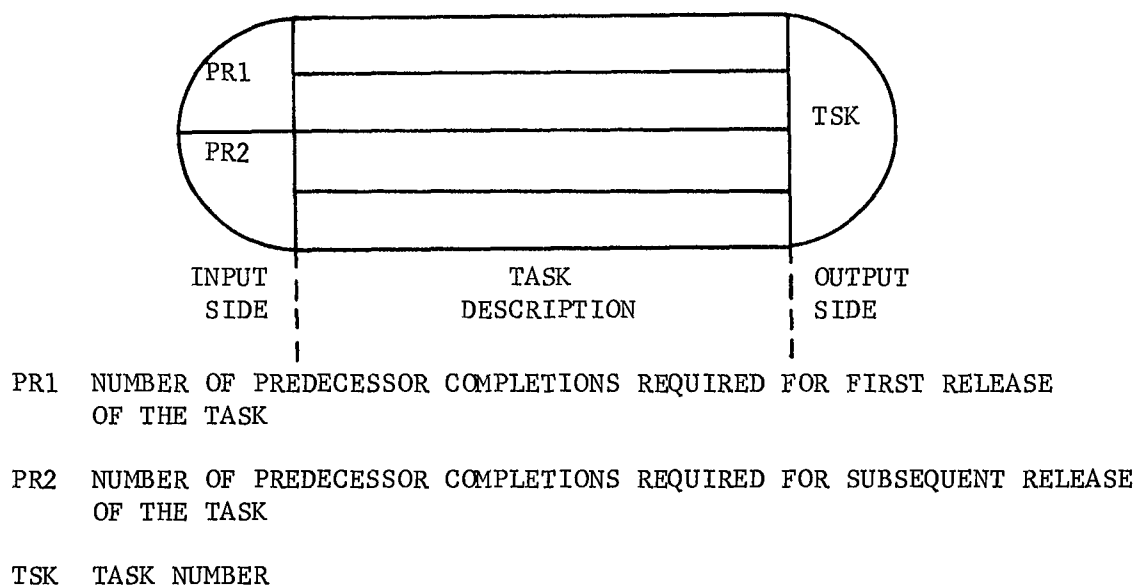 PR1
TSK
PR2
INPUT SIDE
TASK DESCRIPTION
OUTPUT SIDE
PR1 NUMBER OF PREDECESSOR COMPLETIONS REQUIRED FOR FIRST RELEASE
OF THE TASK
PR2 NUMBER OF PREDECESSOR COMPLETIONS REQUIRED FOR SUBSEQUENT RELEASE
OF THE TASK
TSK TASK NUMBER